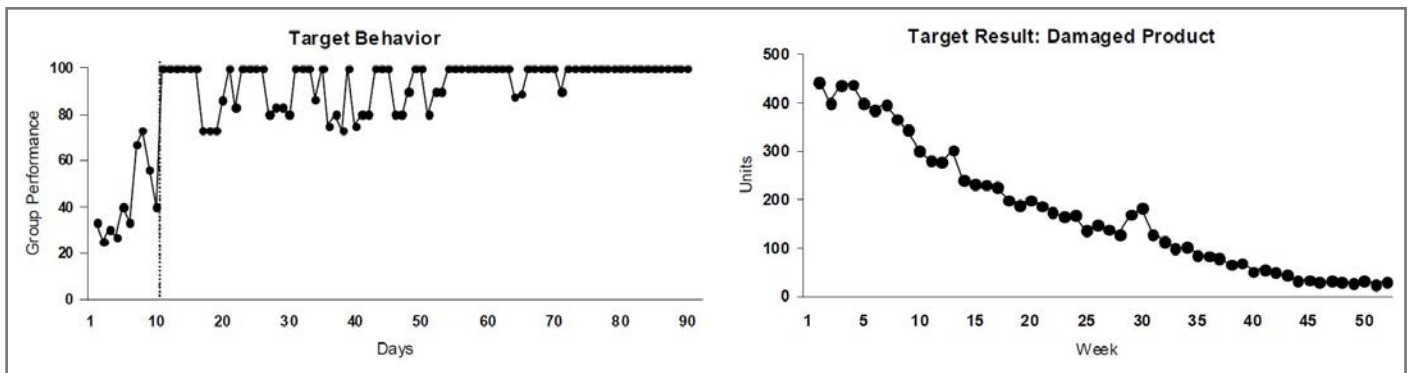 Target Behavior
100
80
60
40
20
0
Group Performance
1 10 20 30 40 50 60 70 80 90
Days
Target Result: Damaged Product
500
400
300
200
100
0
Units
1 5 10 15 20 25 30 35 40 45 50
Week